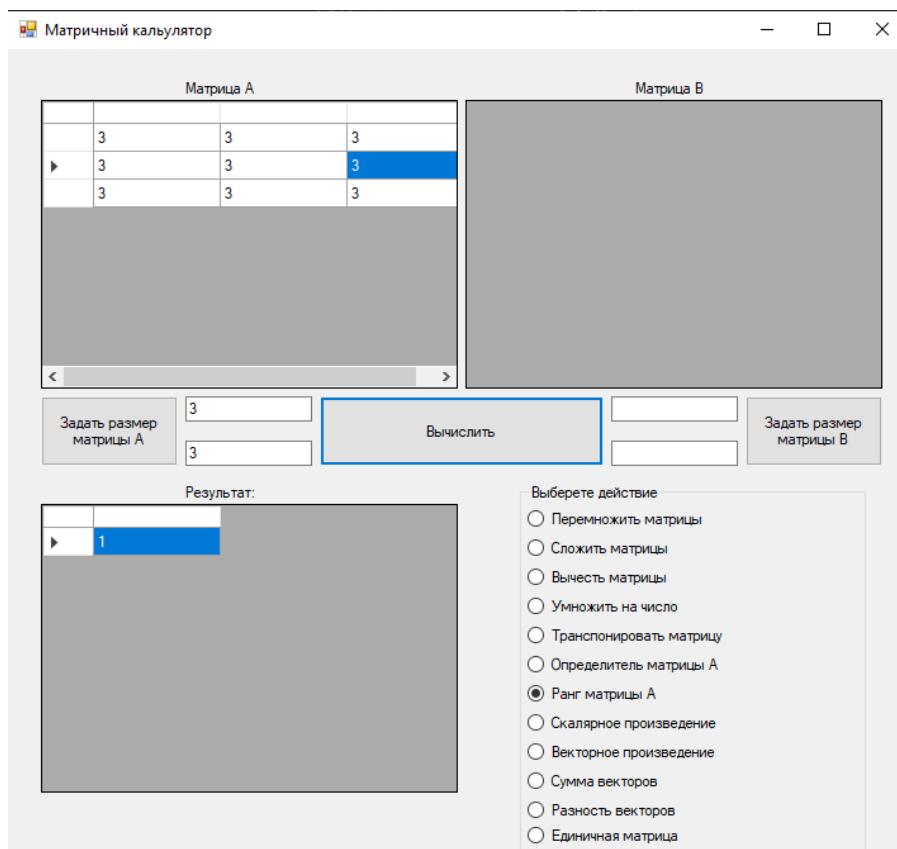 Матричный кальулятор
Матрица А
Матрица В
3 3 3
3 3 3
3 3 3
Задать размер
матрицы А
3
3
Вычислить
Задать размер
матрицы В
Результат:
1
Выберете действие
Перемножить матрицы
Сложить матрицы
Вычесть матрицы
Умножить на число
Транспонировать матрицу
Определитель матрицы А
Ранг матрицы А
Скалярное произведение
Векторное произведение
Сумма векторов
Разность векторов
Единичная матрица